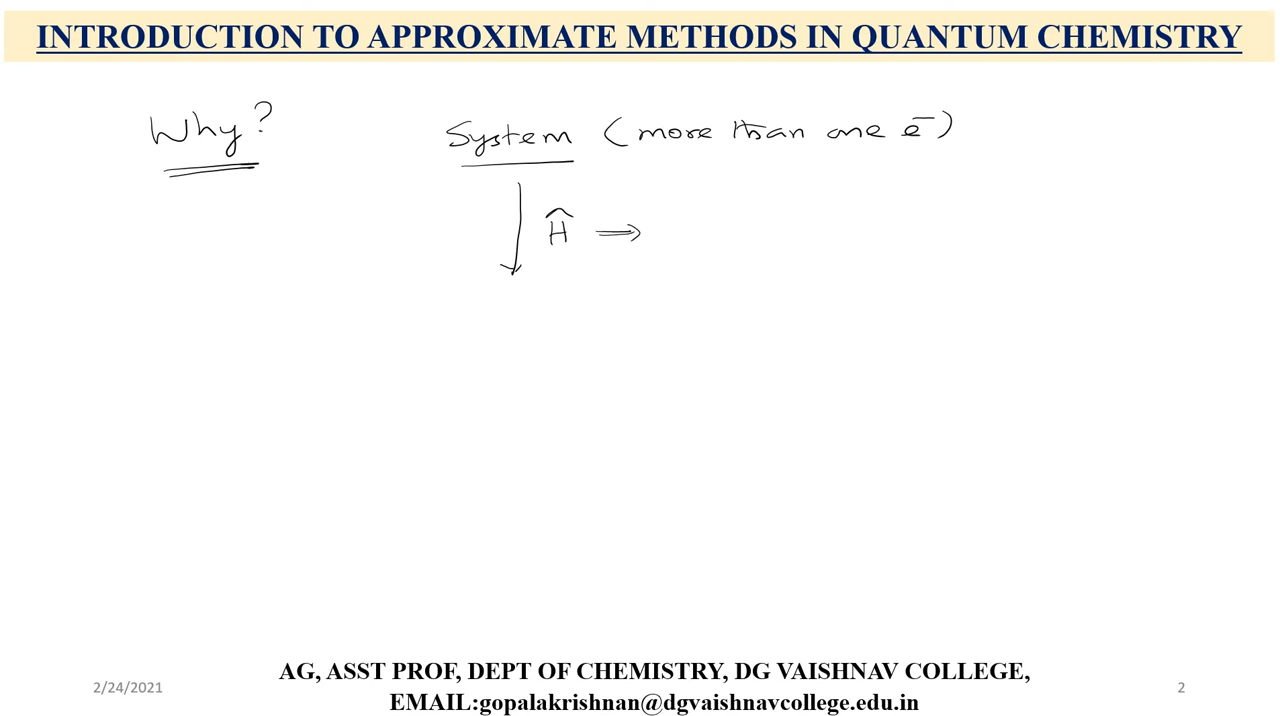 INTRODUCTION TO APPROXIMATE METHODS IN QUANTUM CHEMISTRY
Why? System (more than one e⁻)
Ĥ ⟹
AG, ASST PROF, DEPT OF CHEMISTRY, DG VAISHNAV COLLEGE,
EMAIL:gopalakrishnan@dgvaishnavcollege.edu.in
2/24/2021
2